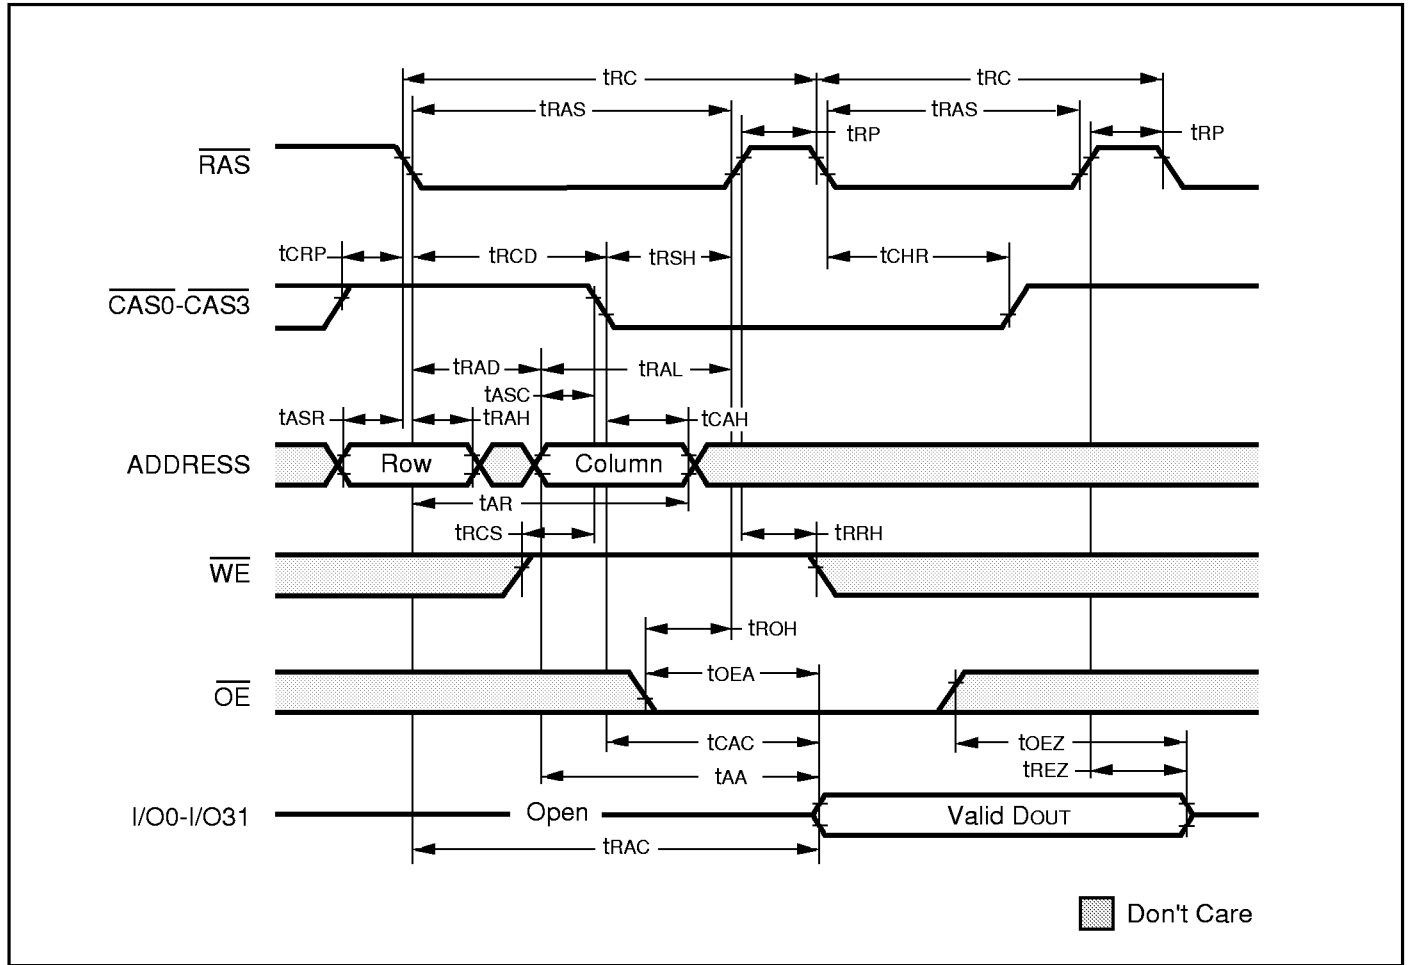 tRC tRC
tRAS tRAS
tRP tRP
RAS
tCRP tRCD tRSH tCHR
CAS0-CAS3
tRAD tRAL
tASC
tASR tRAH tCAH
ADDRESS Row Column
tAR
tRCS tRRH
WE
tROH
tOEA
OE
tCAC tOEZ
tAA tREZ
I/O0-I/O31 Open Valid DOUT
tRAC
Don't Care